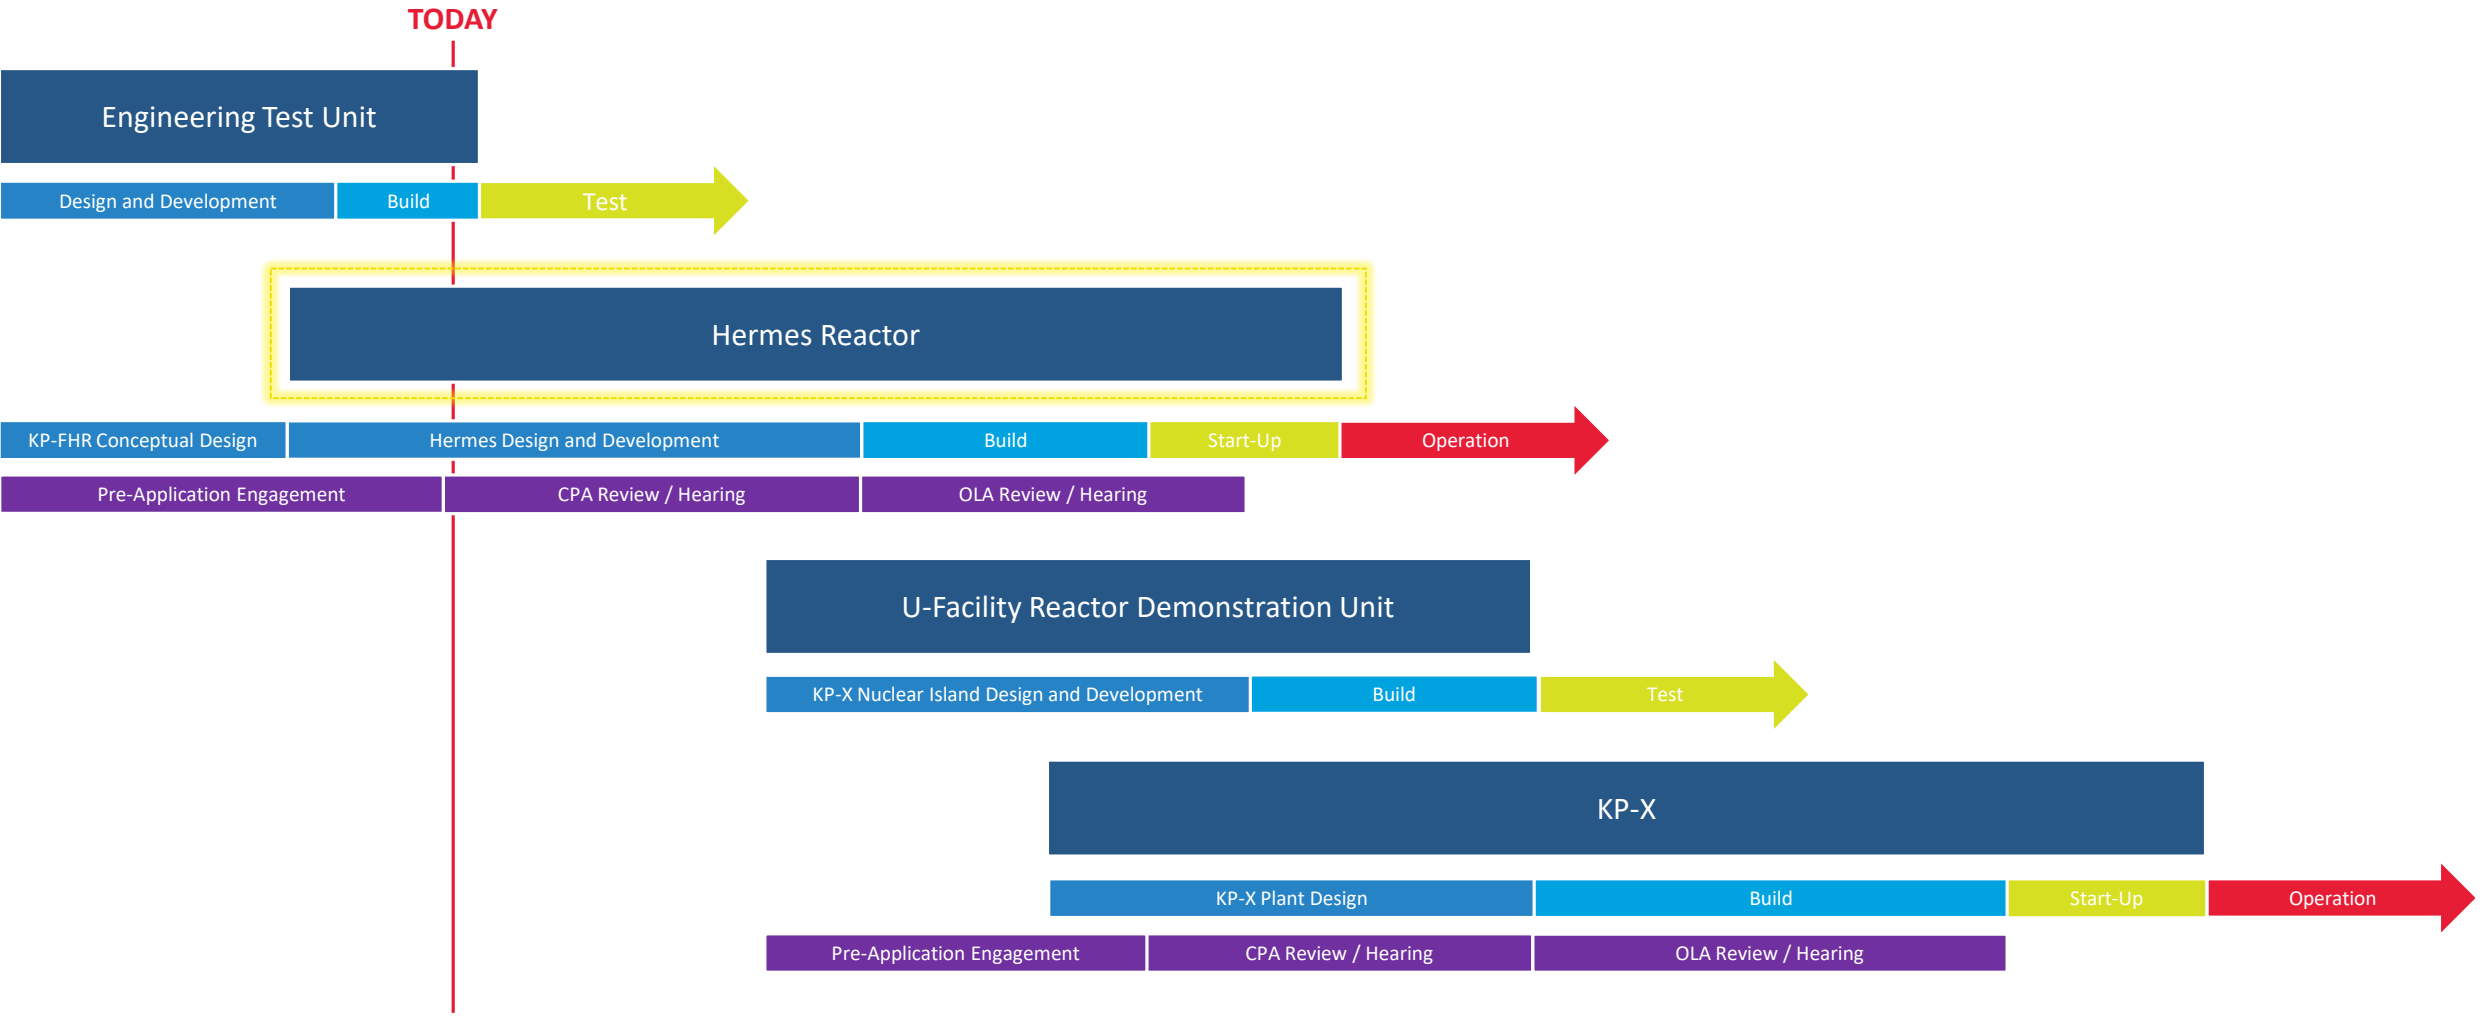 TODAY
Engineering Test Unit
Design and Development
Build
Test
Hermes Reactor
KP-FHR Conceptual Design
Hermes Design and Development
Build
Start-Up
Operation
Pre-Application Engagement
CPA Review / Hearing
OLA Review / Hearing
U-Facility Reactor Demonstration Unit
KP-X Nuclear Island Design and Development
Build
Test
KP-X
KP-X Plant Design
Build
Start-Up
Operation
Pre-Application Engagement
CPA Review / Hearing
OLA Review / Hearing